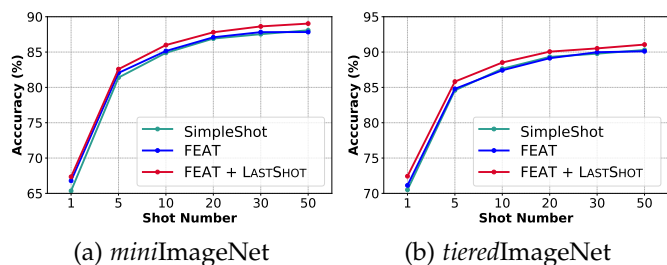 Acccuracy (%)
90
85
80
75
70
65
1 5 10 20 30 50
Shot Number
SimpleShot
FEAT
FEAT + LASTSHOT
(a) miniImageNet
Acccuracy (%)
95
90
85
80
75
70
1 5 10 20 30 50
Shot Number
SimpleShot
FEAT
FEAT + LASTSHOT
(b) tieredImageNet